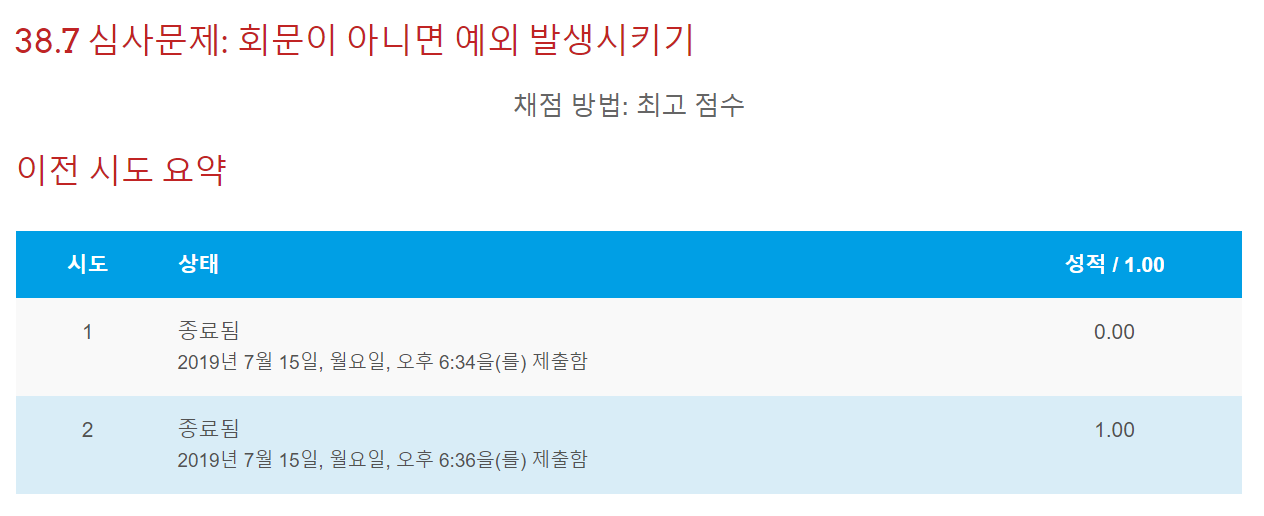 38.7 심사문제: 회문이 아니면 예외 발생시키기
채점 방법: 최고 점수
이전 시도 요약
시도 상태 성적 / 1.00
1 종료됨 0.00
2019년 7월 15일, 월요일, 오후 6:34을(를) 제출함
2 종료됨 1.00
2019년 7월 15일, 월요일, 오후 6:36을(를) 제출함